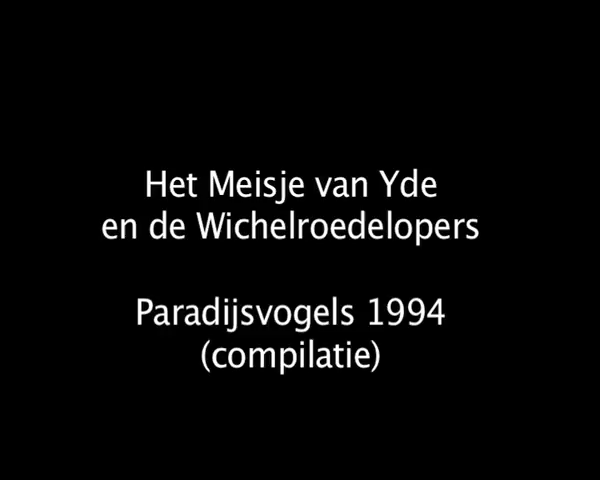 Het Meisje van Yde
en de Wichelroedelopers
Paradijsvogels 1994
(compilatie)